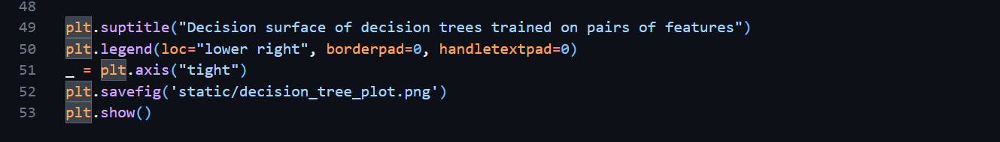 48
49 plt.suptitle("Decision surface of decision trees trained on pairs of features")
50 plt.legend(loc="lower right", borderpad=0, handletextpad=0)
51 _ = plt.axis("tight")
52 plt.savefig('static/decision_tree_plot.png')
53 plt.show()